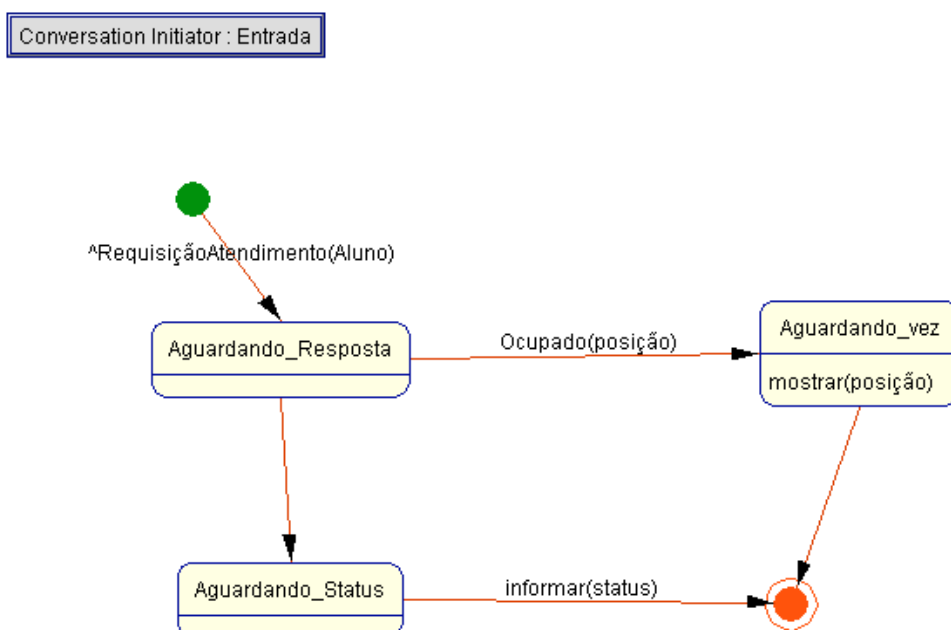 Conversation Initiator : Entrada
^RequisiçãoAtendimento(Aluno)
Aguardando_Resposta
Ocupado(posição)
Aguardando_vez
mostrar(posição)
Aguardando_Status
informar(status)